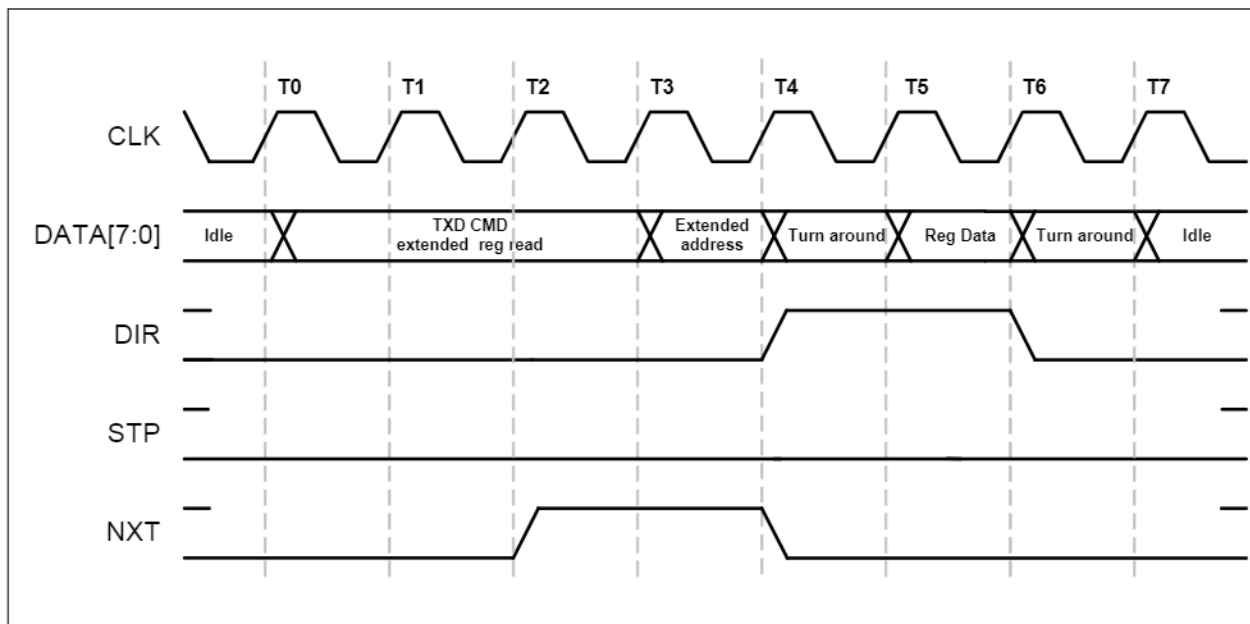 T0 T1 T2 T3 T4 T5 T6 T7
CLK
DATA[7:0]
Idle
TXD CMD
extended reg read
Extended
address
Turn around
Reg Data
Turn around
Idle
DIR
STP
NXT